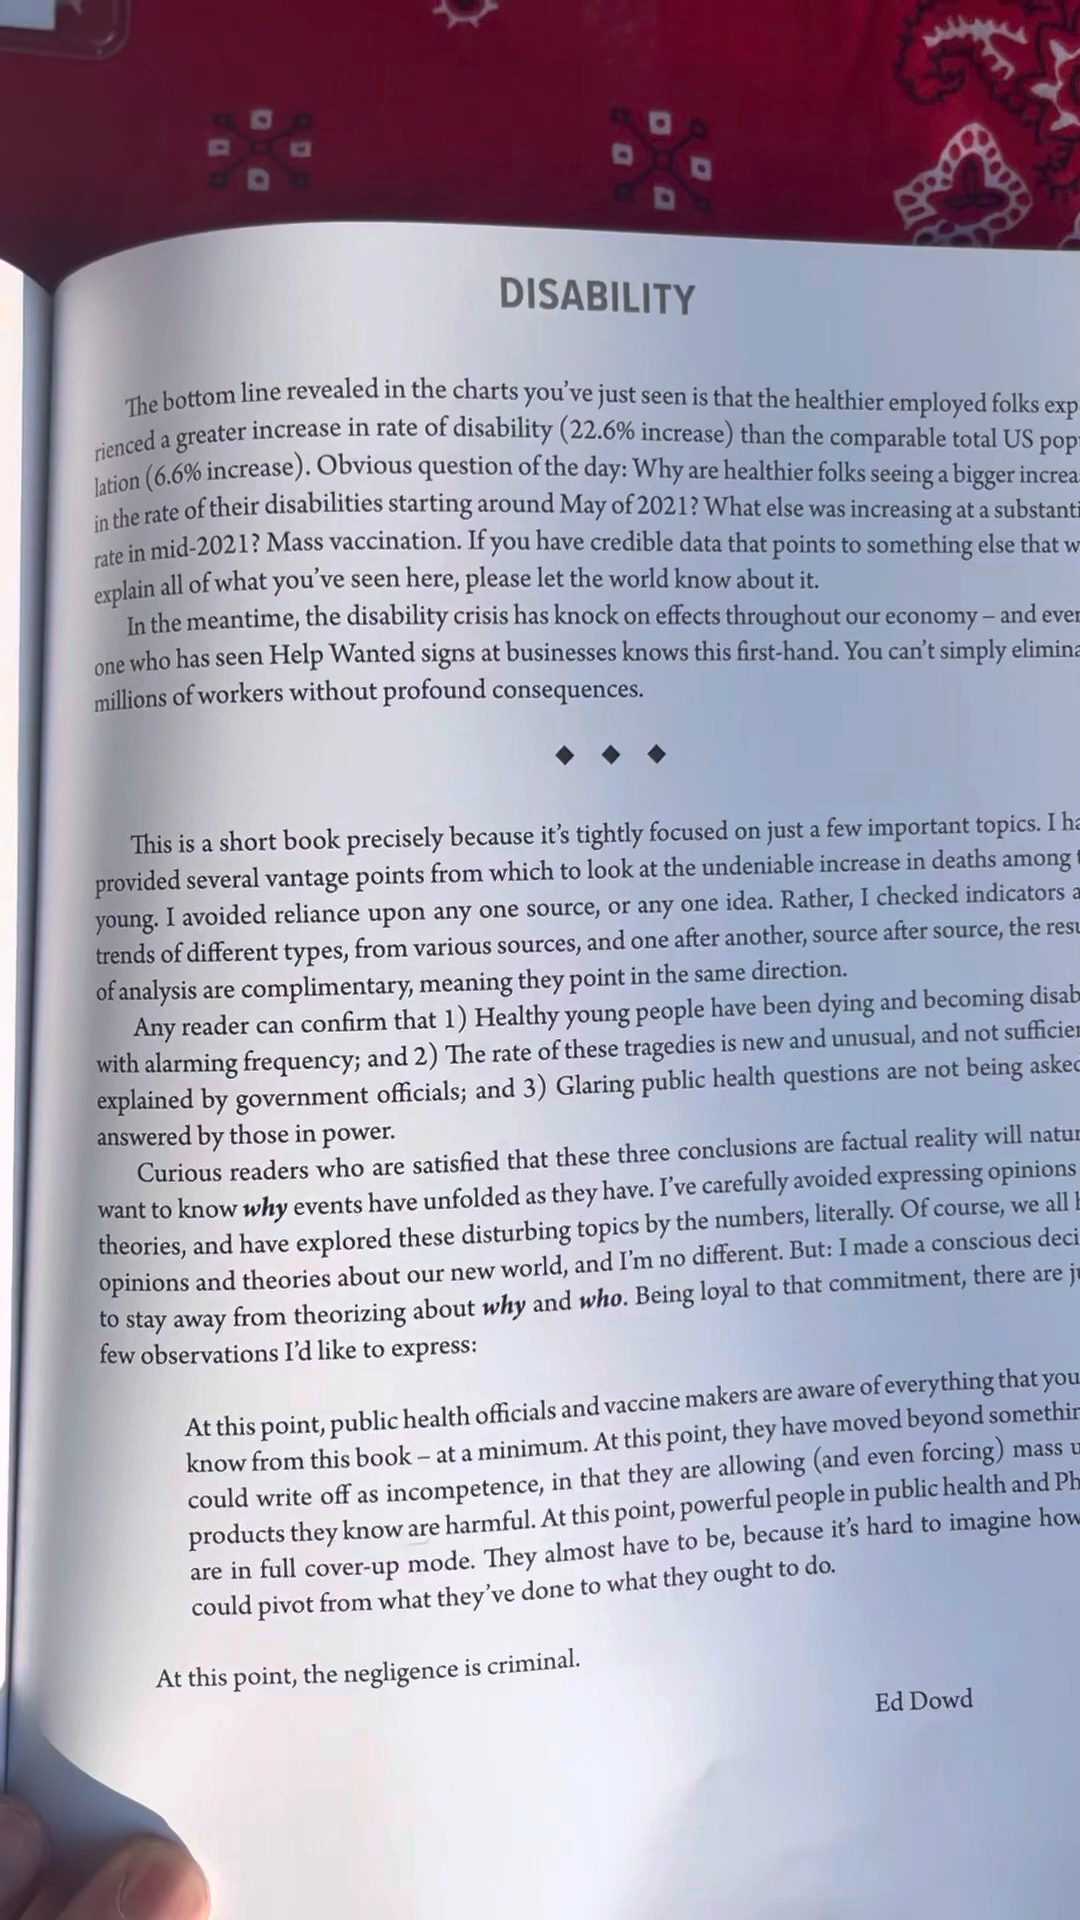 DISABILITY
The bottom line revealed in the charts you've just seen is that the healthier employed folks exp
rienced a greater increase in rate of disability (22.6% increase) than the comparable total US pop
lation (6.6% increase). Obvious question of the day: Why are healthier folks seeing a bigger increa
in the rate of their disabilities starting around May of 2021? What else was increasing at a substanti
rate in mid-2021? Mass vaccination. If you have credible data that points to something else that w
explain all of what you've seen here, please let the world know about it.
In the meantime, the disability crisis has knock on effects throughout our economy – and ever
one who has seen Help Wanted signs at businesses knows this first-hand. You can't simply elimina
millions of workers without profound consequences.
This is a short book precisely because it's tightly focused on just a few important topics. I ha
provided several vantage points from which to look at the undeniable increase in deaths among t
young. I avoided reliance upon any one source, or any one idea. Rather, I checked indicators a
trends of different types, from various sources, and one after another, source after source, the resu
of analysis are complimentary, meaning they point in the same direction.
Any reader can confirm that 1) Healthy young people have been dying and becoming disab
with alarming frequency; and 2) The rate of these tragedies is new and unusual, and not sufficien
explained by government officials; and 3) Glaring public health questions are not being asked
answered by those in power.
Curious readers who are satisfied that these three conclusions are factual reality will natur
want to know why events have unfolded as they have. I've carefully avoided expressing opinions
theories, and have explored these disturbing topics by the numbers, literally. Of course, we all h
opinions and theories about our new world, and I'm no different. But: I made a conscious deci
to stay away from theorizing about why and who. Being loyal to that commitment, there are ju
few observations I'd like to express:
At this point, public health officials and vaccine makers are aware of everything that you
know from this book – at a minimum. At this point, they have moved beyond somethin
could write off as incompetence, in that they are allowing (and even forcing) mass u
products they know are harmful. At this point, powerful people in public health and Ph
are in full cover-up mode. They almost have to be, because it's hard to imagine how
could pivot from what they've done to what they ought to do.
At this point, the negligence is criminal.
Ed Dowd